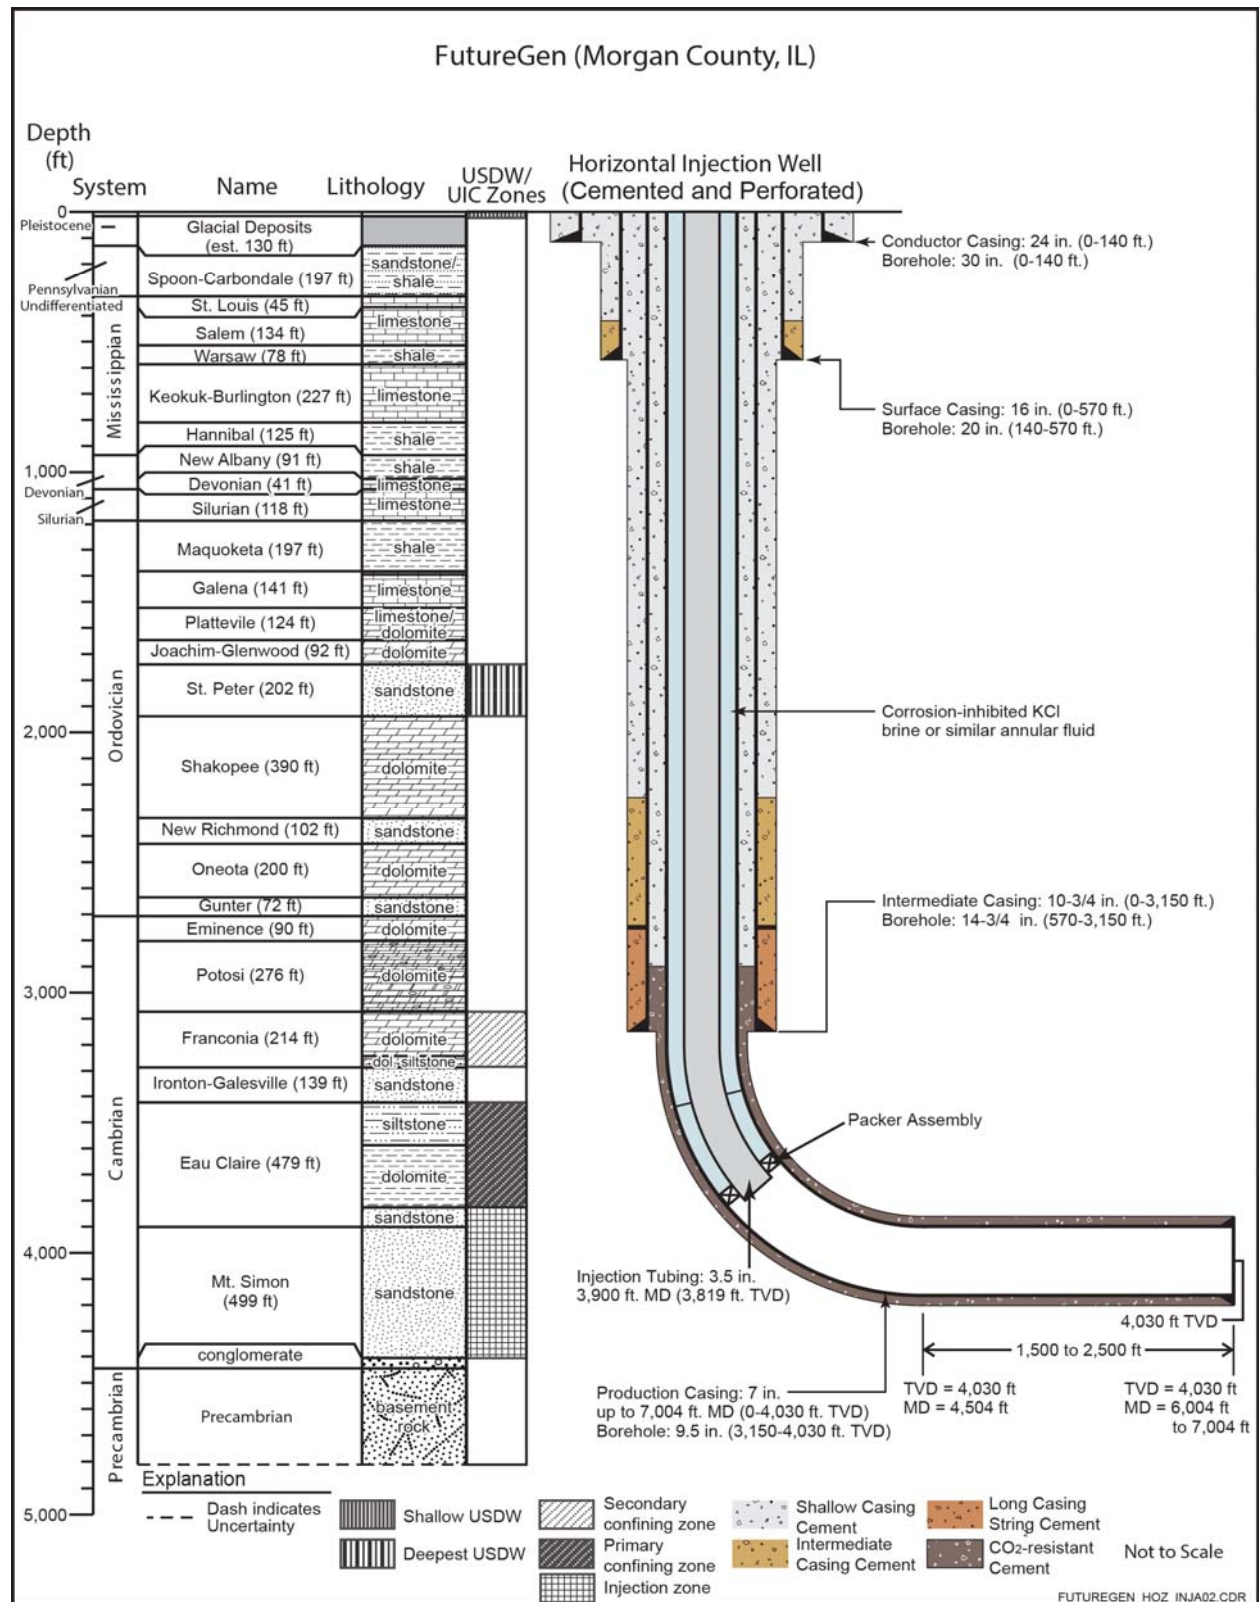 FutureGen (Morgan County, IL)
Depth
(ft)
System
Name
Lithology
USDW/
UIC Zones
Horizontal Injection Well
(Cemented and Perforated)
0
1,000
2,000
3,000
4,000
5,000
Pleistocene
Pennsylvanian
Undifferentiated
Mississippian
Devonian
Silurian
Ordovician
Cambrian
Precambrian
Glacial Deposits
(est. 130 ft)
Spoon-Carbondale (197 ft)
sandstone/
shale
St. Louis (45 ft)
Salem (134 ft)
limestone
Warsaw (78 ft)
shale
Keokuk-Burlington (227 ft)
limestone
Hannibal (125 ft)
shale
New Albany (91 ft)
shale
Devonian (41 ft)
limestone
Silurian (118 ft)
limestone
Maquoketa (197 ft)
shale
Galena (141 ft)
limestone
Plattevile (124 ft)
limestone/
dolomite
Joachim-Glenwood (92 ft)
dolomite
St. Peter (202 ft)
sandstone
Shakopee (390 ft)
dolomite
New Richmond (102 ft)
sandstone
Oneota (200 ft)
dolomite
Gunter (72 ft)
sandstone
Eminence (90 ft)
dolomite
Potosi (276 ft)
dolomite
Franconia (214 ft)
dolomite
dol siltstone
Ironton-Galesville (139 ft)
sandstone
Eau Claire (479 ft)
siltstone
dolomite
sandstone
Mt. Simon
(499 ft)
sandstone
conglomerate
Precambrian
basement
rock
Conductor Casing: 24 in. (0-140 ft.)
Borehole: 30 in. (0-140 ft.)
Surface Casing: 16 in. (0-570 ft.)
Borehole: 20 in. (140-570 ft.)
Corrosion-inhibited KCl
brine or similar annular fluid
Intermediate Casing: 10-3/4 in. (0-3,150 ft.)
Borehole: 14-3/4 in. (570-3,150 ft.)
Packer Assembly
Injection Tubing: 3.5 in.
3,900 ft. MD (3,819 ft. TVD)
4,030 ft TVD
1,500 to 2,500 ft
Production Casing: 7 in.
up to 7,004 ft. MD (0-4,030 ft. TVD)
Borehole: 9.5 in. (3,150-4,030 ft. TVD)
TVD = 4,030 ft
MD = 4,504 ft
TVD = 4,030 ft
MD = 6,004 ft
to 7,004 ft
Explanation
Dash indicates
Uncertainty
Shallow USDW
Deepest USDW
Secondary
confining zone
Primary
confining zone
Injection zone
Shallow Casing
Cement
Intermediate
Casing Cement
Long Casing
String Cement
CO2-resistant
Cement
Not to Scale
FUTUREGEN HOZ INJA02.CDR